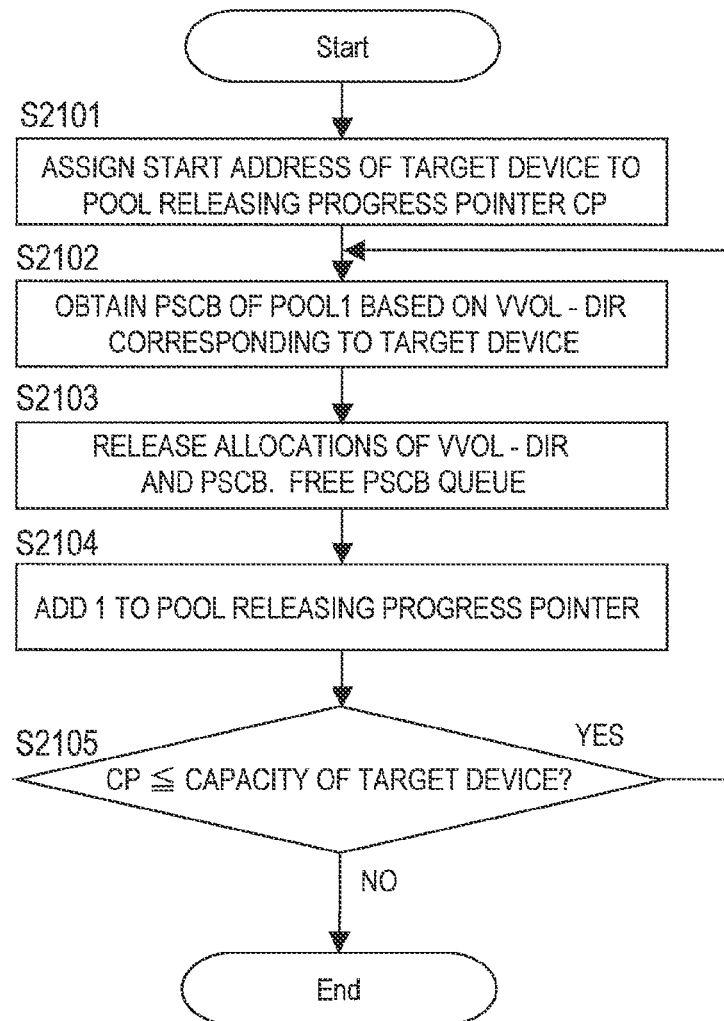 Start
S2101
ASSIGN START ADDRESS OF TARGET DEVICE TO
POOL RELEASING PROGRESS POINTER CP
S2102
OBTAIN PSCB OF POOL1 BASED ON VVOL - DIR
CORRESPONDING TO TARGET DEVICE
S2103
RELEASE ALLOCATIONS OF VVOL - DIR
AND PSCB. FREE PSCB QUEUE
S2104
ADD 1 TO POOL RELEASING PROGRESS POINTER
S2105
YES
CP ≦ CAPACITY OF TARGET DEVICE?
NO
End